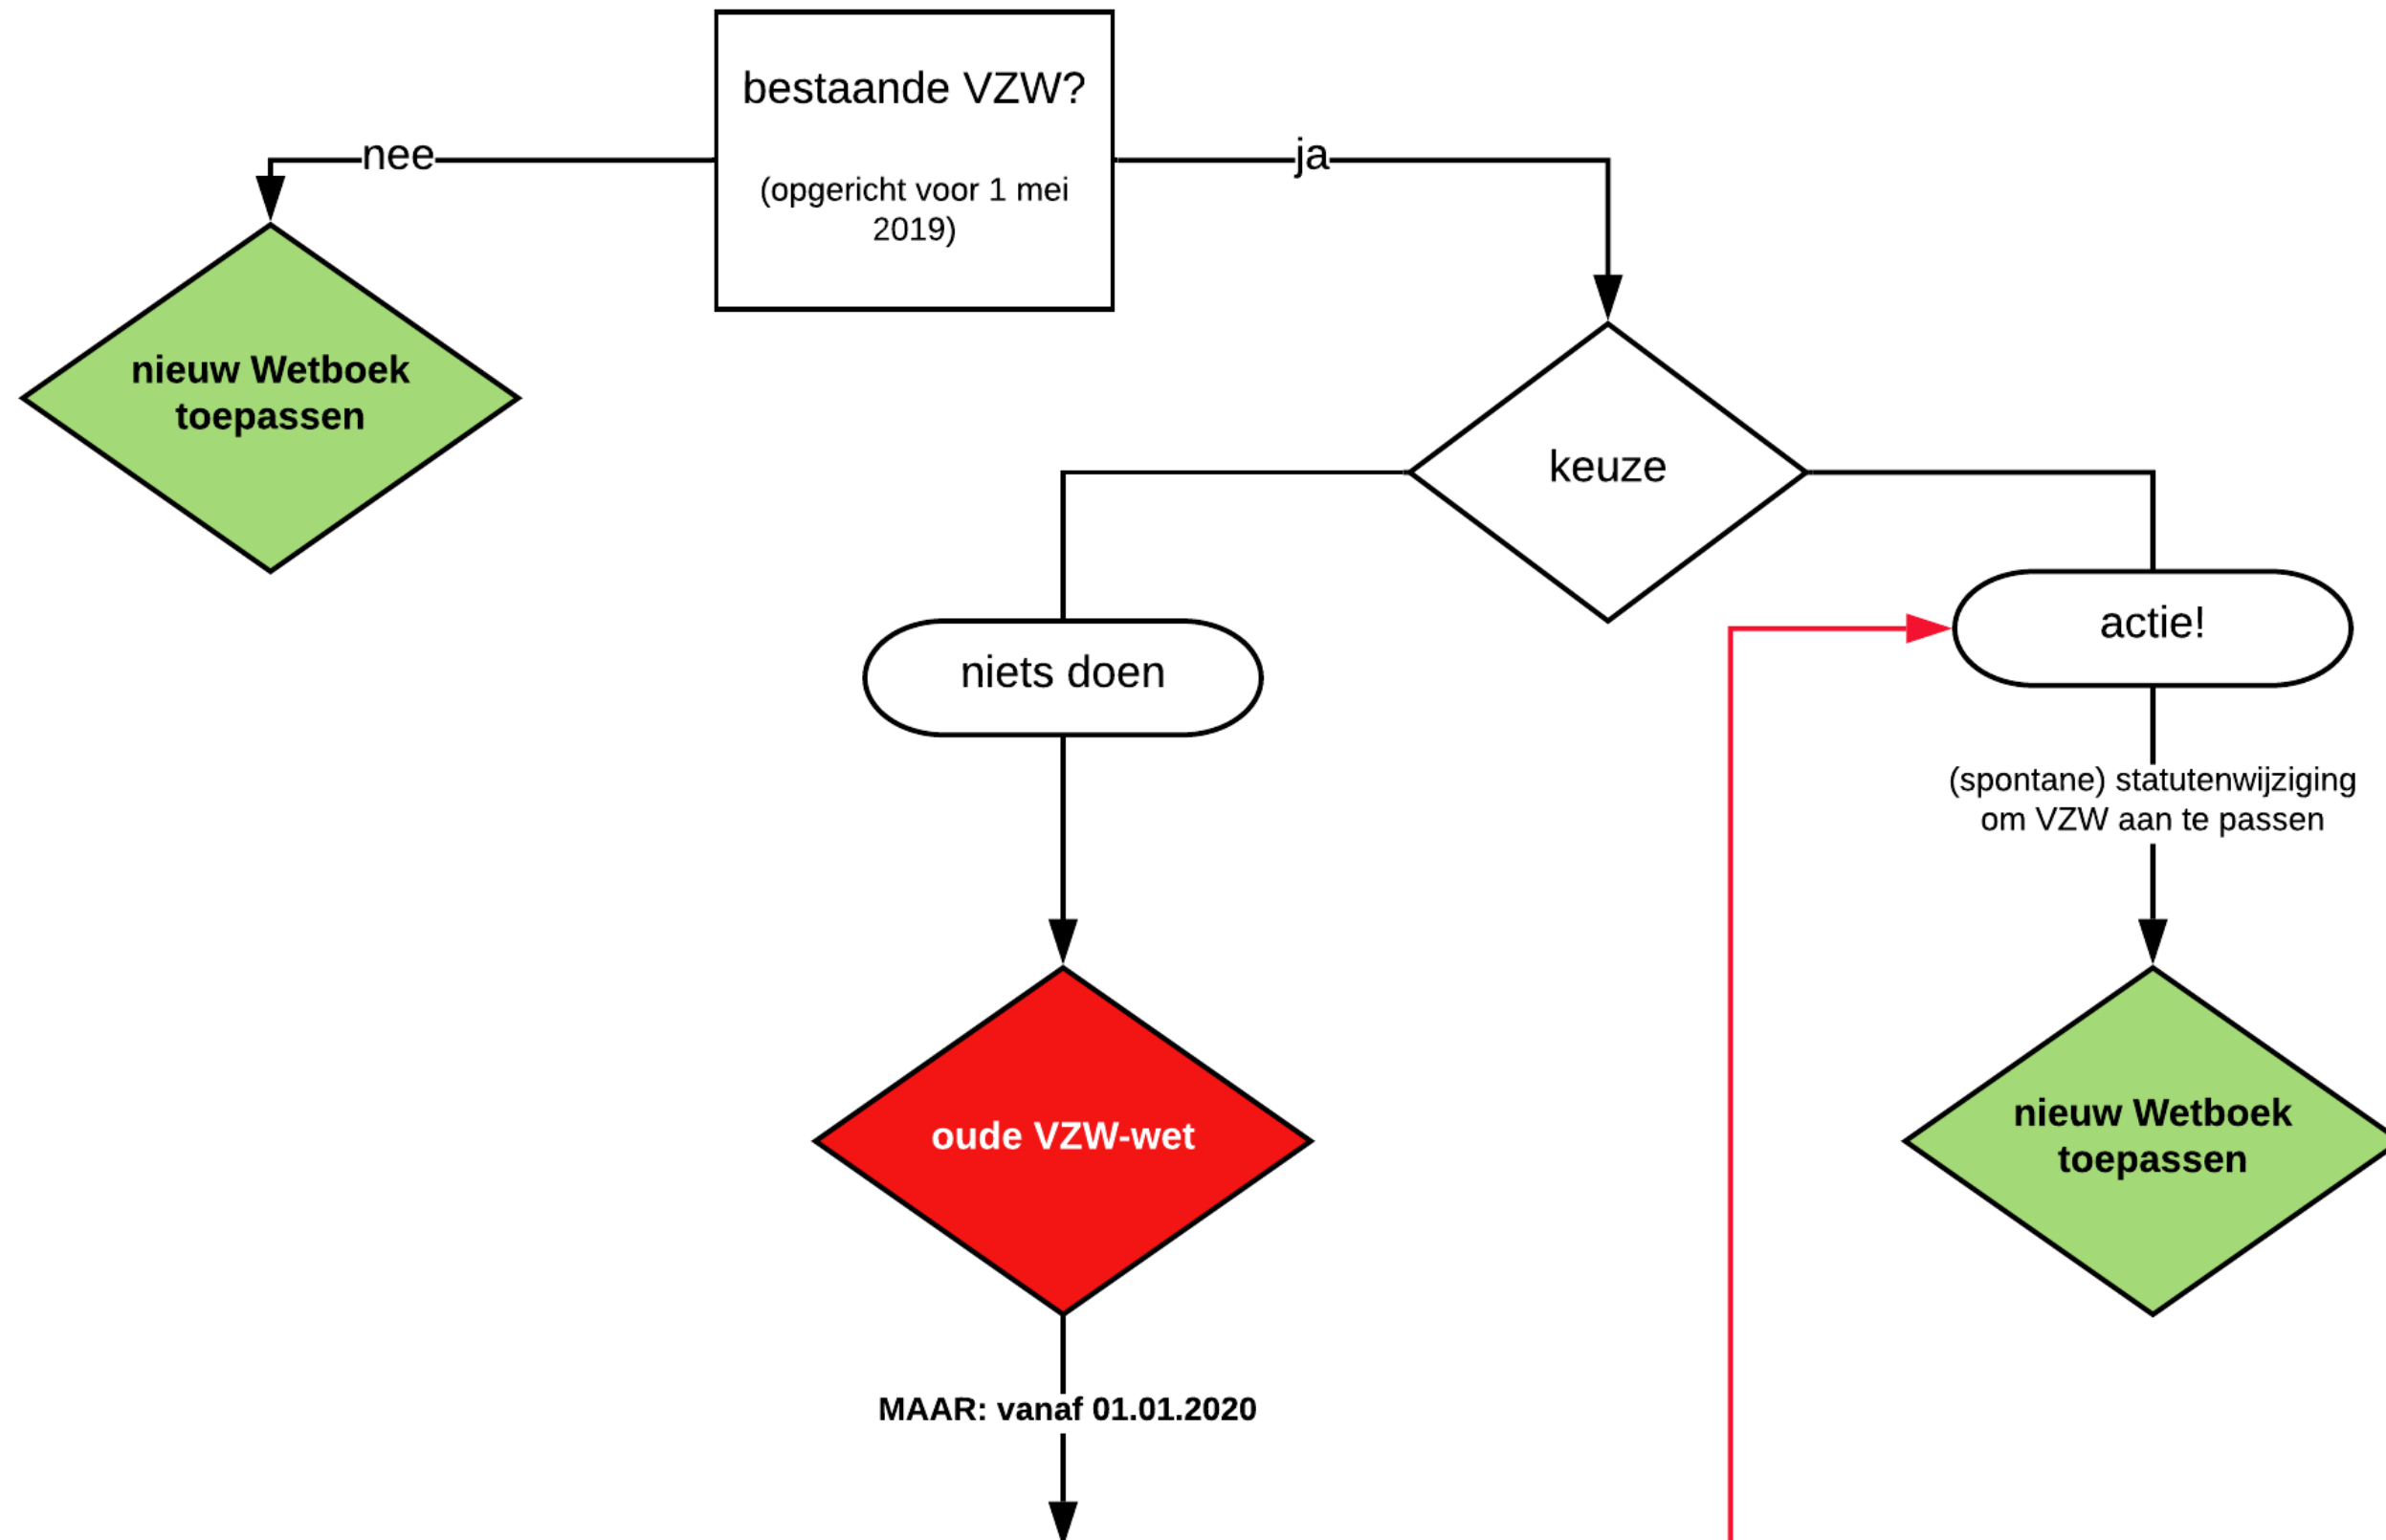 bestaande VZW?
(opgericht voor 1 mei
2019)
nee
ja
nieuw Wetboek
toepassen
keuze
niets doen
actie!
(spontane) statutenwijziging
om VZW aan te passen
oude VZW-wet
nieuw Wetboek
toepassen
MAAR: vanaf 01.01.2020